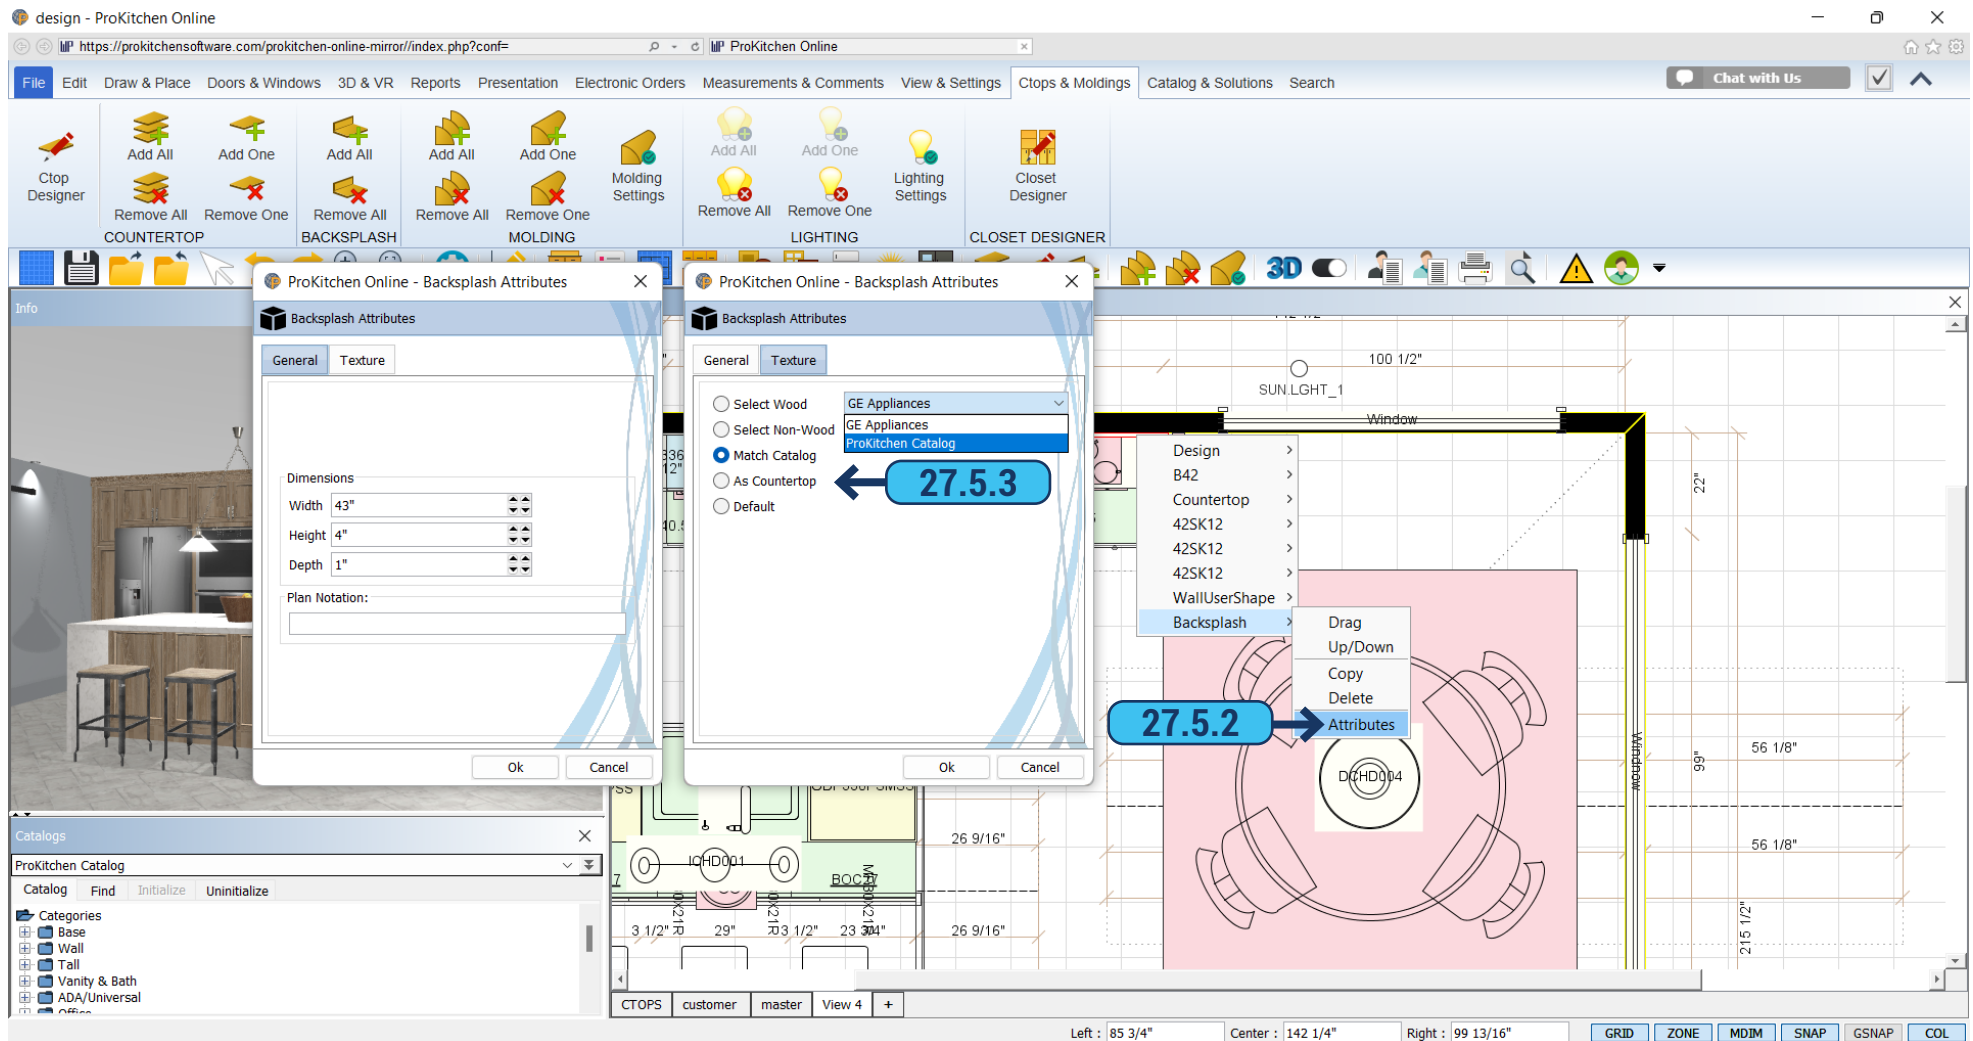 design - ProKitchen Online
https://prokitchensoftware.com/prokitchen-online-mirror//index.php?conf=
ProKitchen Online
File Edit Draw & Place Doors & Windows 3D & VR Reports Presentation Electronic Orders Measurements & Comments View & Settings Ctops & Moldings Catalog & Solutions Search
Chat with Us
Ctop Designer
Add All Add One
Remove All Remove One
COUNTERTOP
Add All
Remove All
BACKSPLASH
Add All Add One
Remove All Remove One
Molding Settings
MOLDING
Add All Add One
Remove All Remove One
Lighting Settings
LIGHTING
Closet Designer
CLOSET DESIGNER
3D
Info
ProKitchen Online - Backsplash Attributes
Backsplash Attributes
General Texture
Dimensions
Width 43"
Height 4"
Depth 1"
Plan Notation:
Ok Cancel
ProKitchen Online - Backsplash Attributes
Backsplash Attributes
General Texture
Select Wood GE Appliances
GE Appliances
Select Non-Wood
ProKitchen Catalog
Match Catalog
As Countertop
27.5.3
Default
Ok Cancel
100 1/2"
SUN.LGHT_1
Window
22"
Design
B42
Countertop
42SK12
42SK12
42SK12
WallUserShape
Backsplash
Drag
Up/Down
Copy
Delete
Attributes
27.5.2
DCHD004
Window
99"
56 1/8"
56 1/8"
215 1/2"
26 9/16"
26 9/16"
ICHD001
3 1/2" 29" 23 1/2"
CTOPS customer master View 4 +
Catalogs
ProKitchen Catalog
Catalog Find Initialize Uninitialize
Categories
Base
Wall
Tall
Vanity & Bath
ADA/Universal
Office
Left : 85 3/4" Center : 142 1/4" Right : 99 13/16"
GRID ZONE MDIM SNAP GSNAP COL